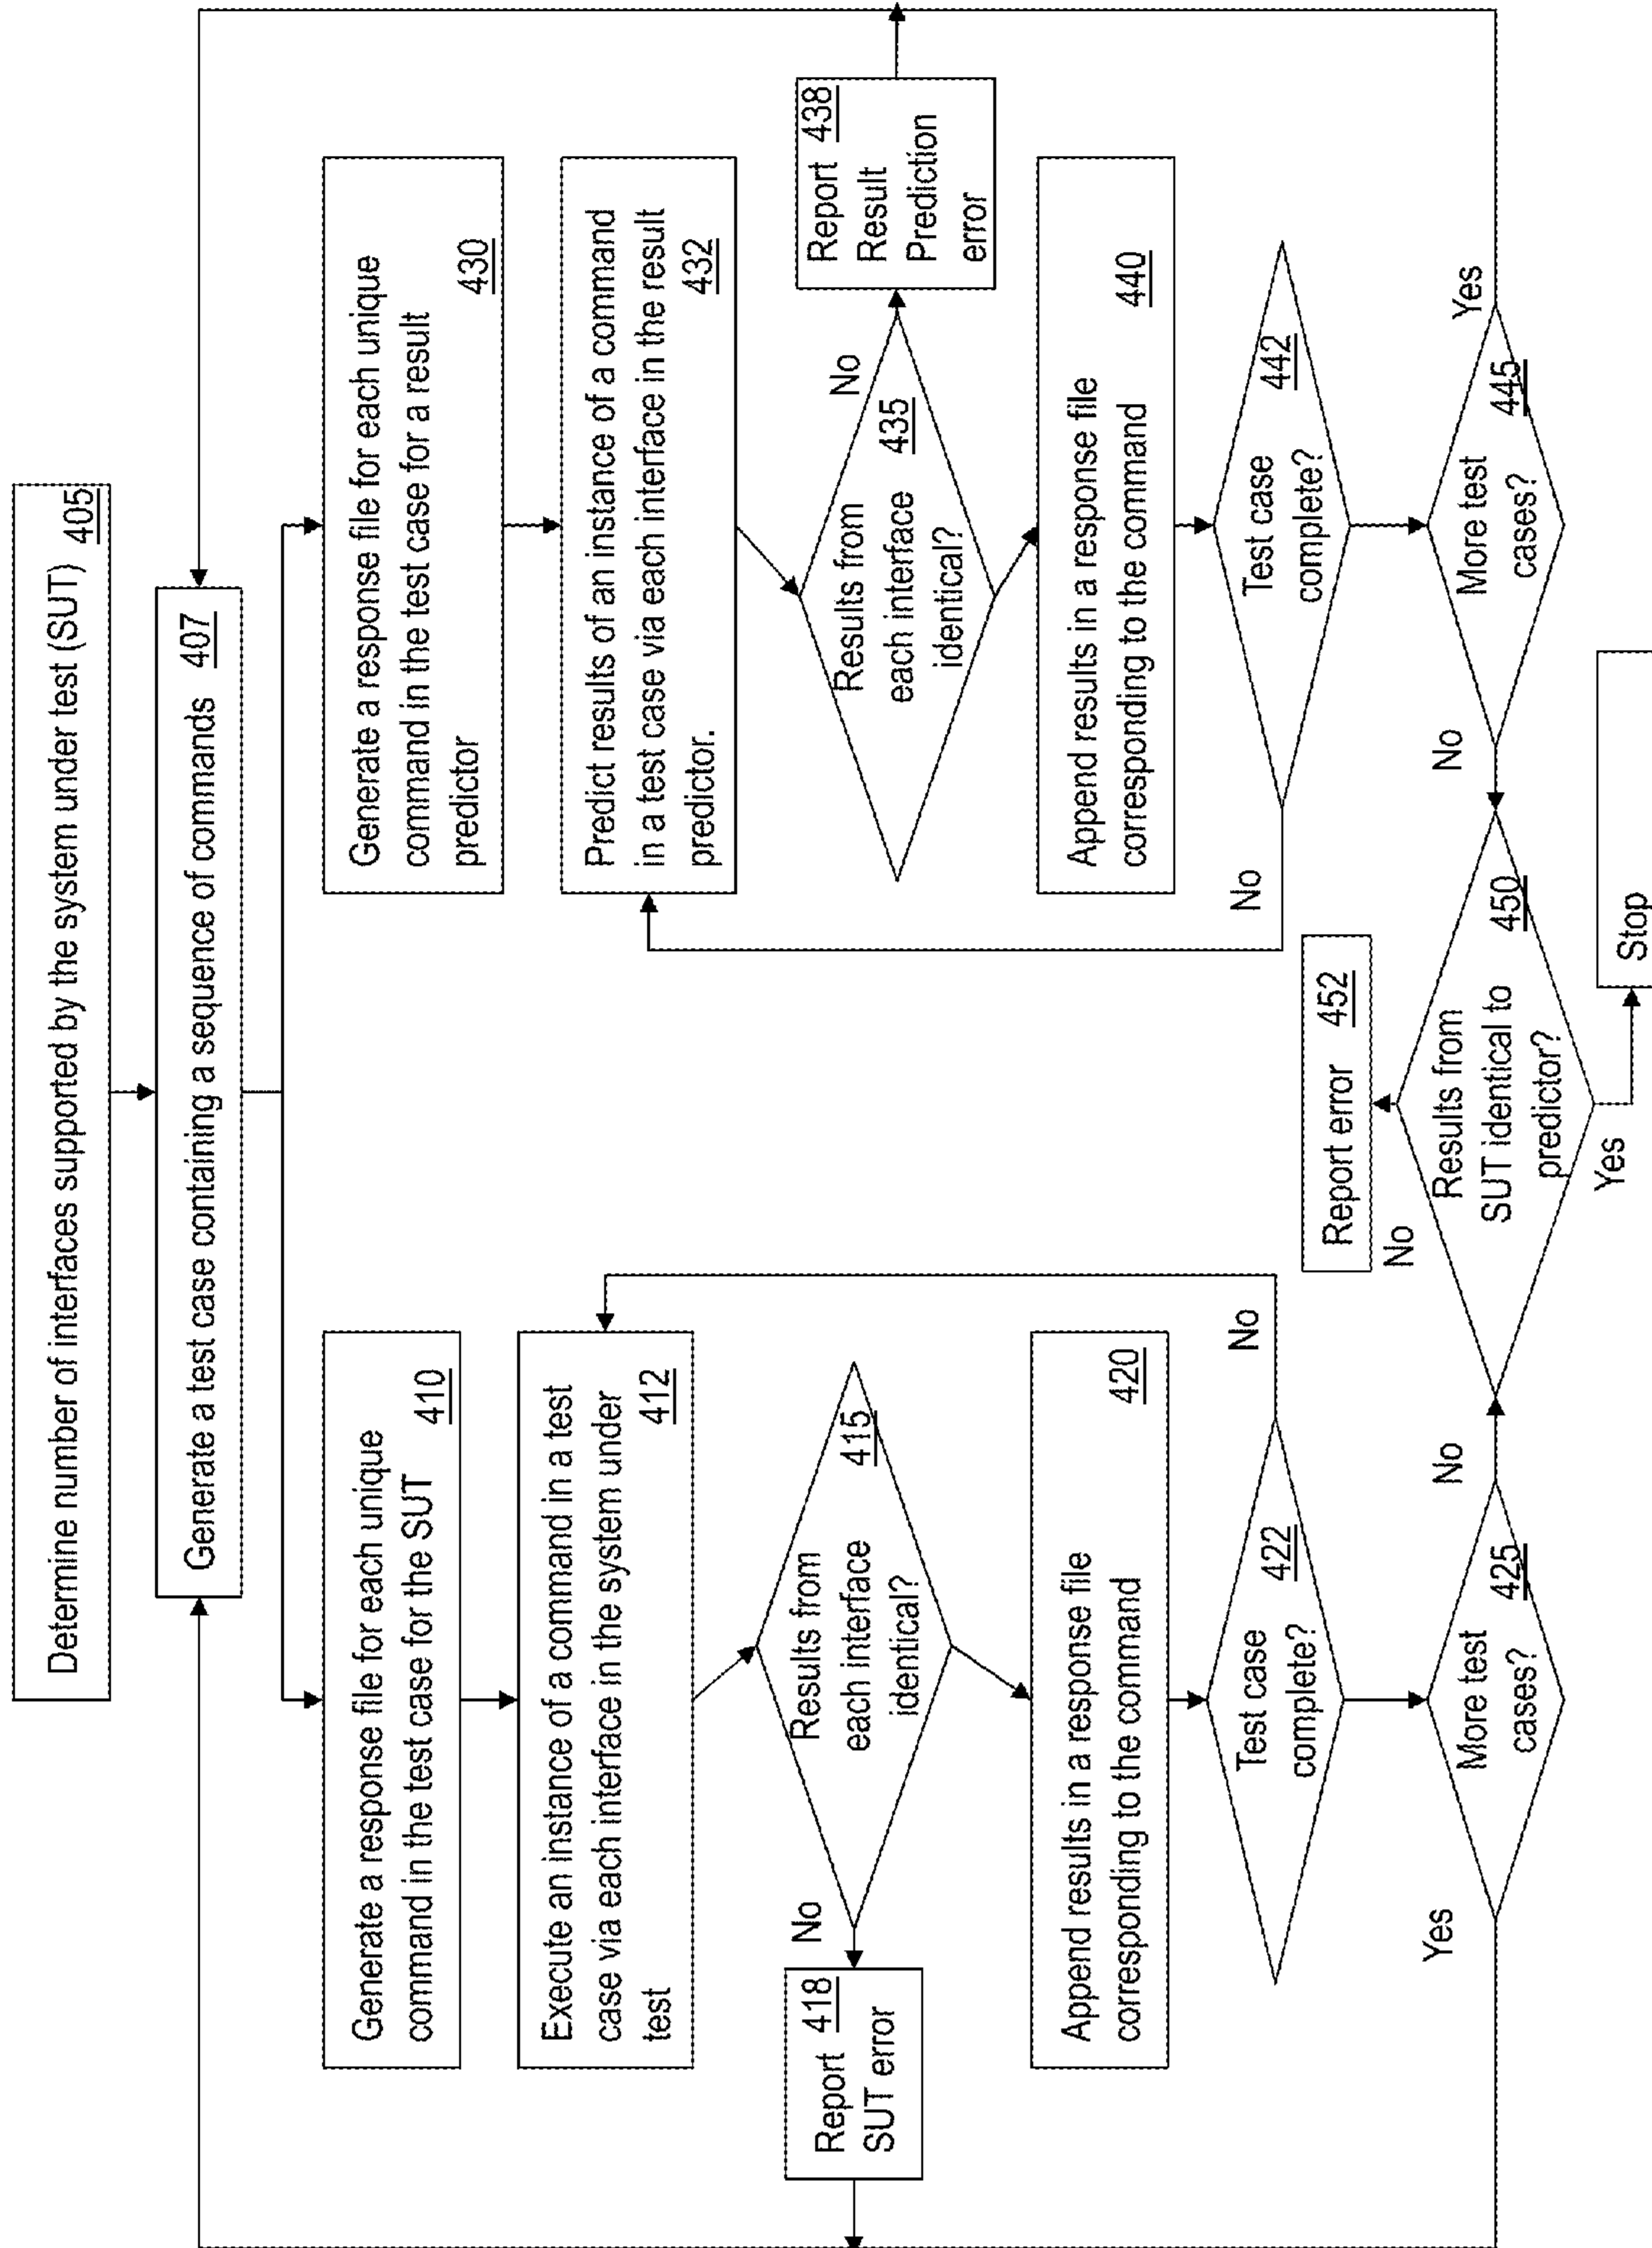 Determine number of interfaces supported by the system under test (SUT) 405
Generate a test case containing a sequence of commands 407
Generate a response file for each unique
command in the test case for the SUT 410
Execute an instance of a command in a test
case via each interface in the system under
test 412
Results from
each interface
identical?
415
No
Report 418
SUT error
Append results in a response file
corresponding to the command
420
Test case
complete?
422
No
More test
cases?
425
Yes
No
Generate a response file for each unique
command in the test case for a result
predictor 430
Predict results of an instance of a command
in a test case via each interface in the result
predictor. 432
Results from
each interface
identical?
435
No
Report 438
Result
Prediction
error
Append results in a response file
corresponding to the command
440
Test case
complete?
442
No
More test
cases?
445
Yes
No
Report error 452
No
Results from
SUT identical to
predictor?
450
Yes
Stop